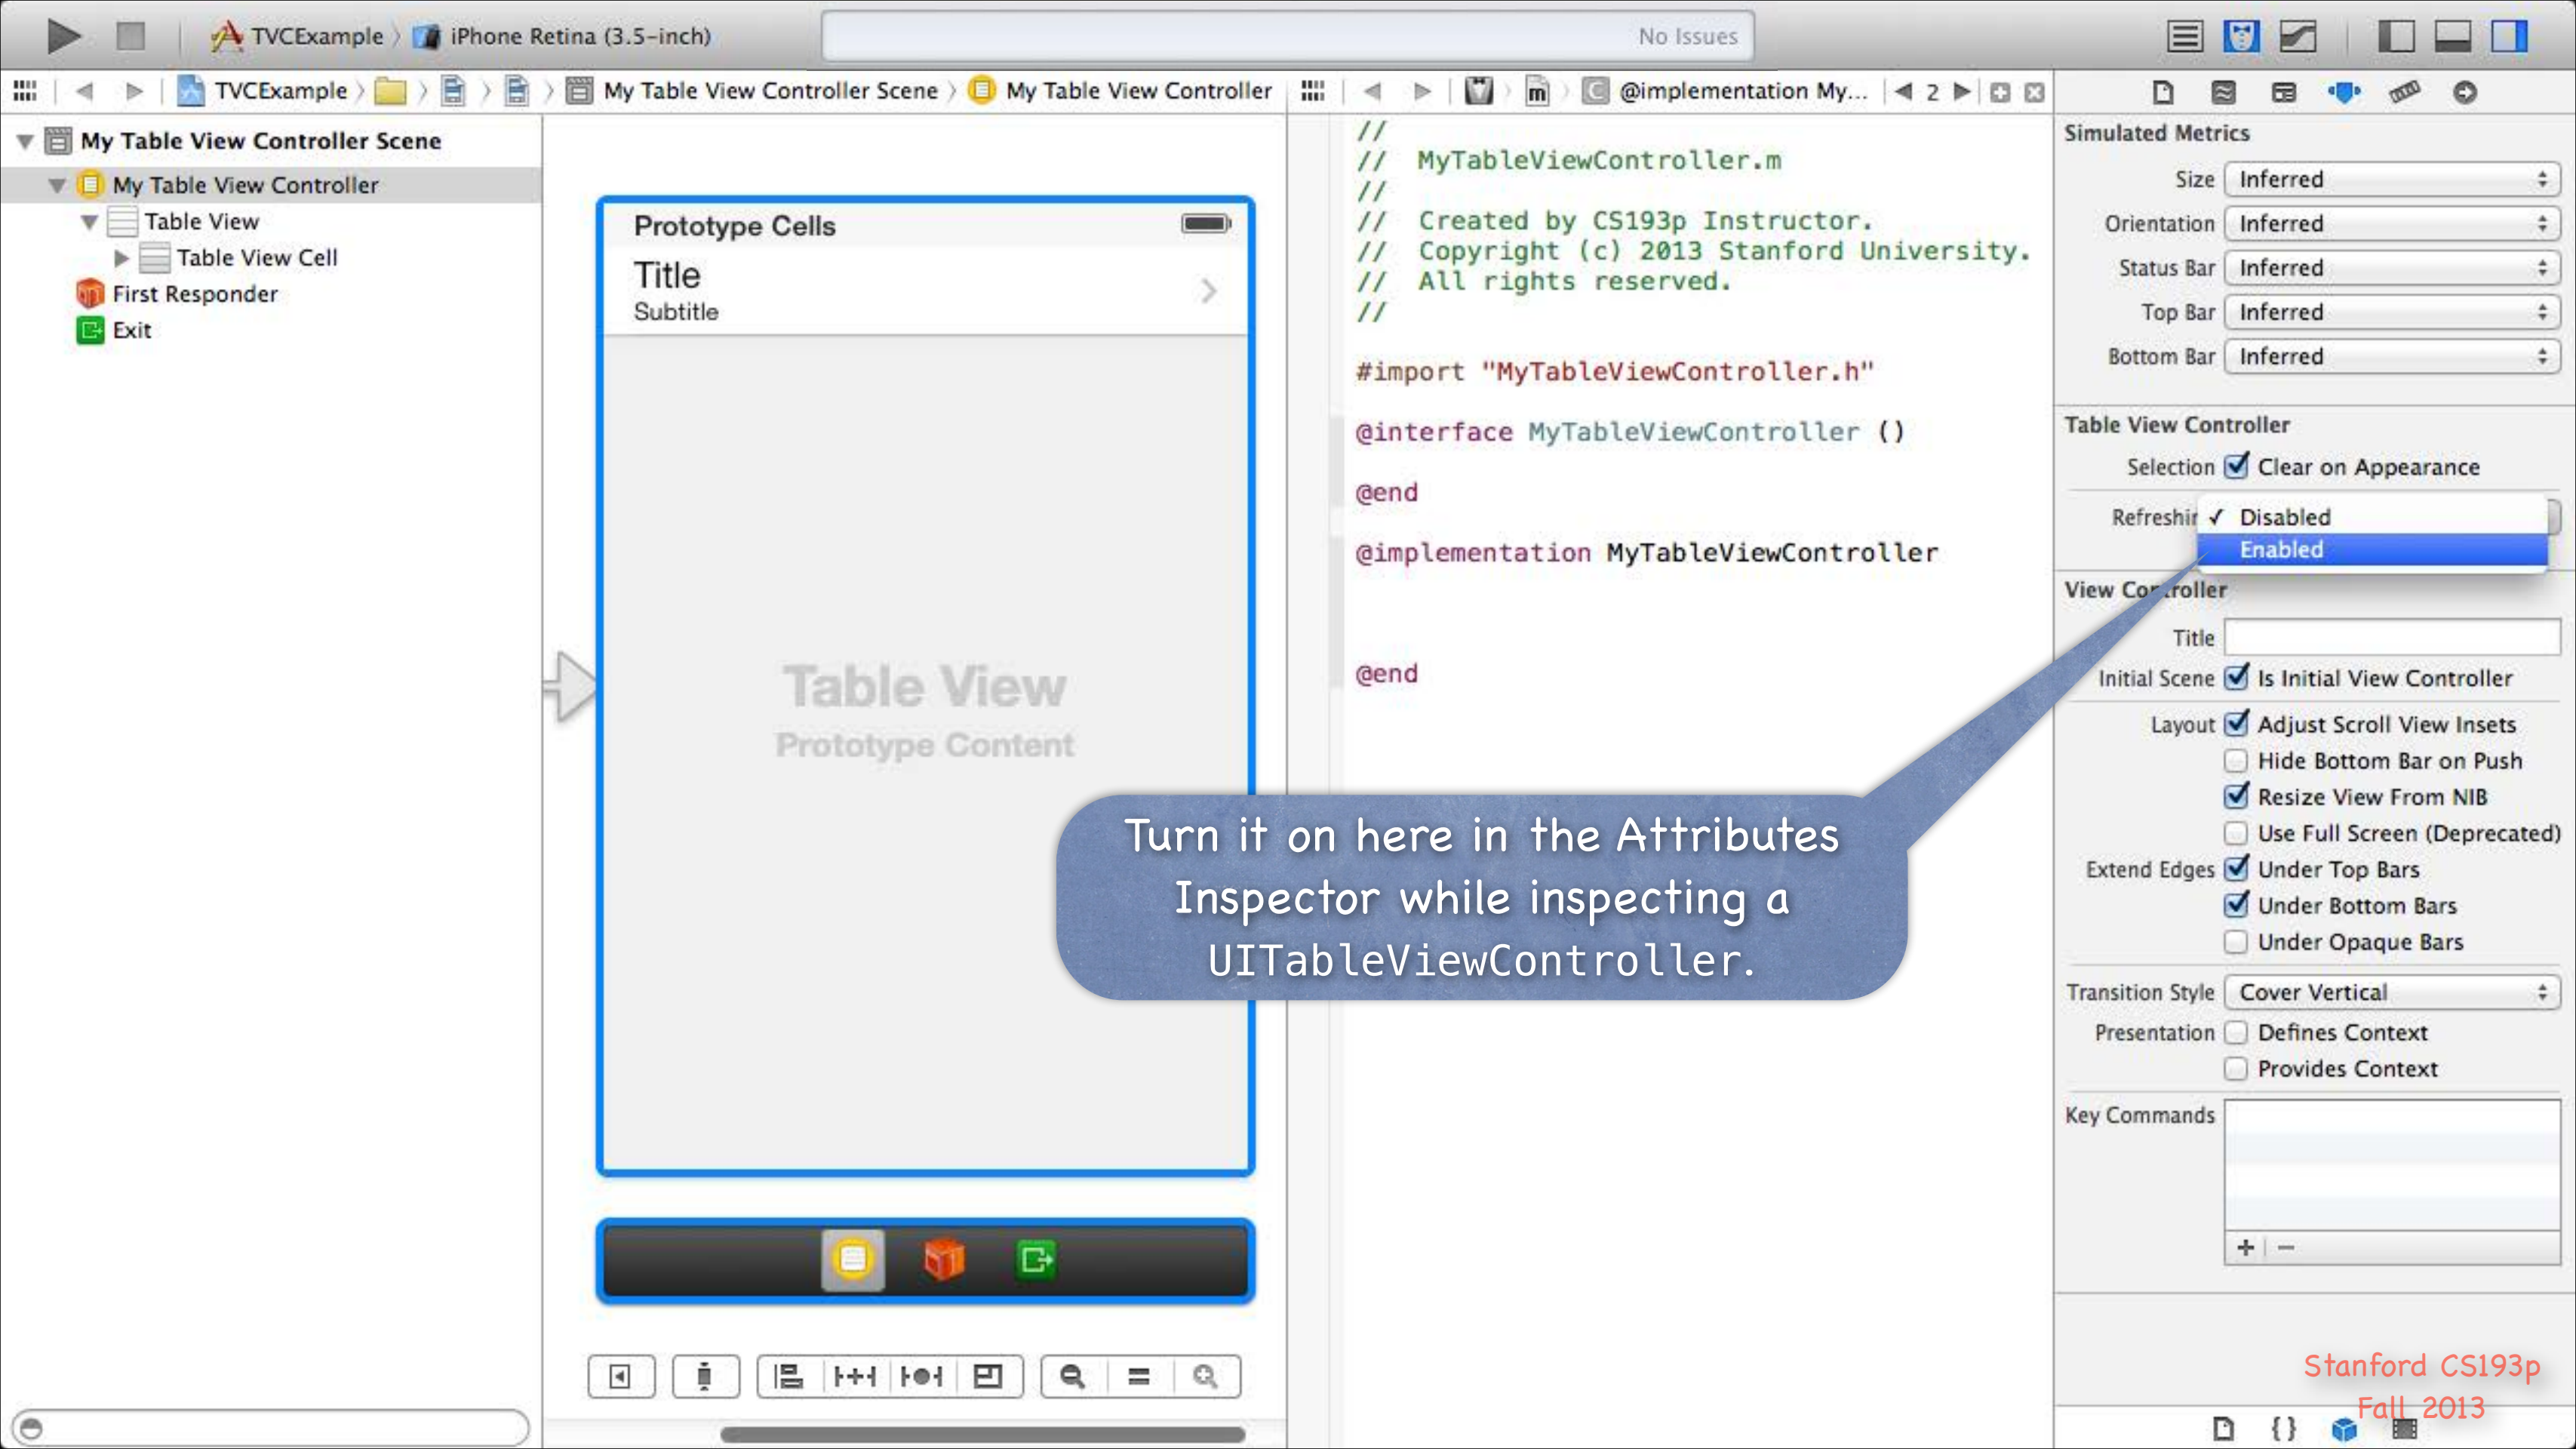 TVCExample 〉 iPhone Retina (3.5-inch)
No Issues
TVCExample 〉 〉 〉 〉 My Table View Controller Scene 〉 My Table View Controller
m 〉 C @implementation My... 2
My Table View Controller Scene
My Table View Controller
Table View
Table View Cell
First Responder
Exit
Prototype Cells
Title
Subtitle
Table View
Prototype Content
//
// MyTableViewController.m
//
// Created by CS193p Instructor.
// Copyright (c) 2013 Stanford University.
// All rights reserved.
//
#import "MyTableViewController.h"
@interface MyTableViewController ()
@end
@implementation MyTableViewController
@end
Turn it on here in the Attributes
Inspector while inspecting a
UITableViewController.
Simulated Metrics
Size Inferred
Orientation Inferred
Status Bar Inferred
Top Bar Inferred
Bottom Bar Inferred
Table View Controller
Selection Clear on Appearance
Refreshin ✓ Disabled
Enabled
View Controller
Title
Initial Scene Is Initial View Controller
Layout Adjust Scroll View Insets
Hide Bottom Bar on Push
Resize View From NIB
Use Full Screen (Deprecated)
Extend Edges Under Top Bars
Under Bottom Bars
Under Opaque Bars
Transition Style Cover Vertical
Presentation Defines Context
Provides Context
Key Commands
+ −
{}
Stanford CS193p
Fall 2013